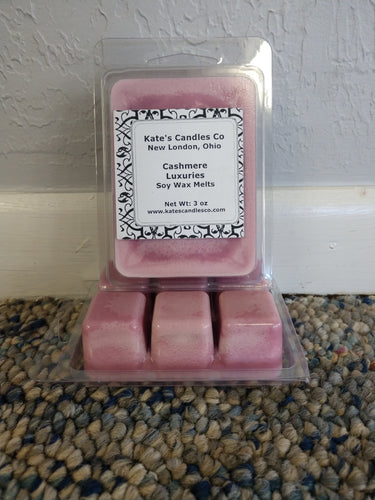 Kate's Candles Co
New London, Ohio
Cashmere
Luxuries
Soy Wax Melts
Net Wt: 3 oz
www.katescandlesco.com